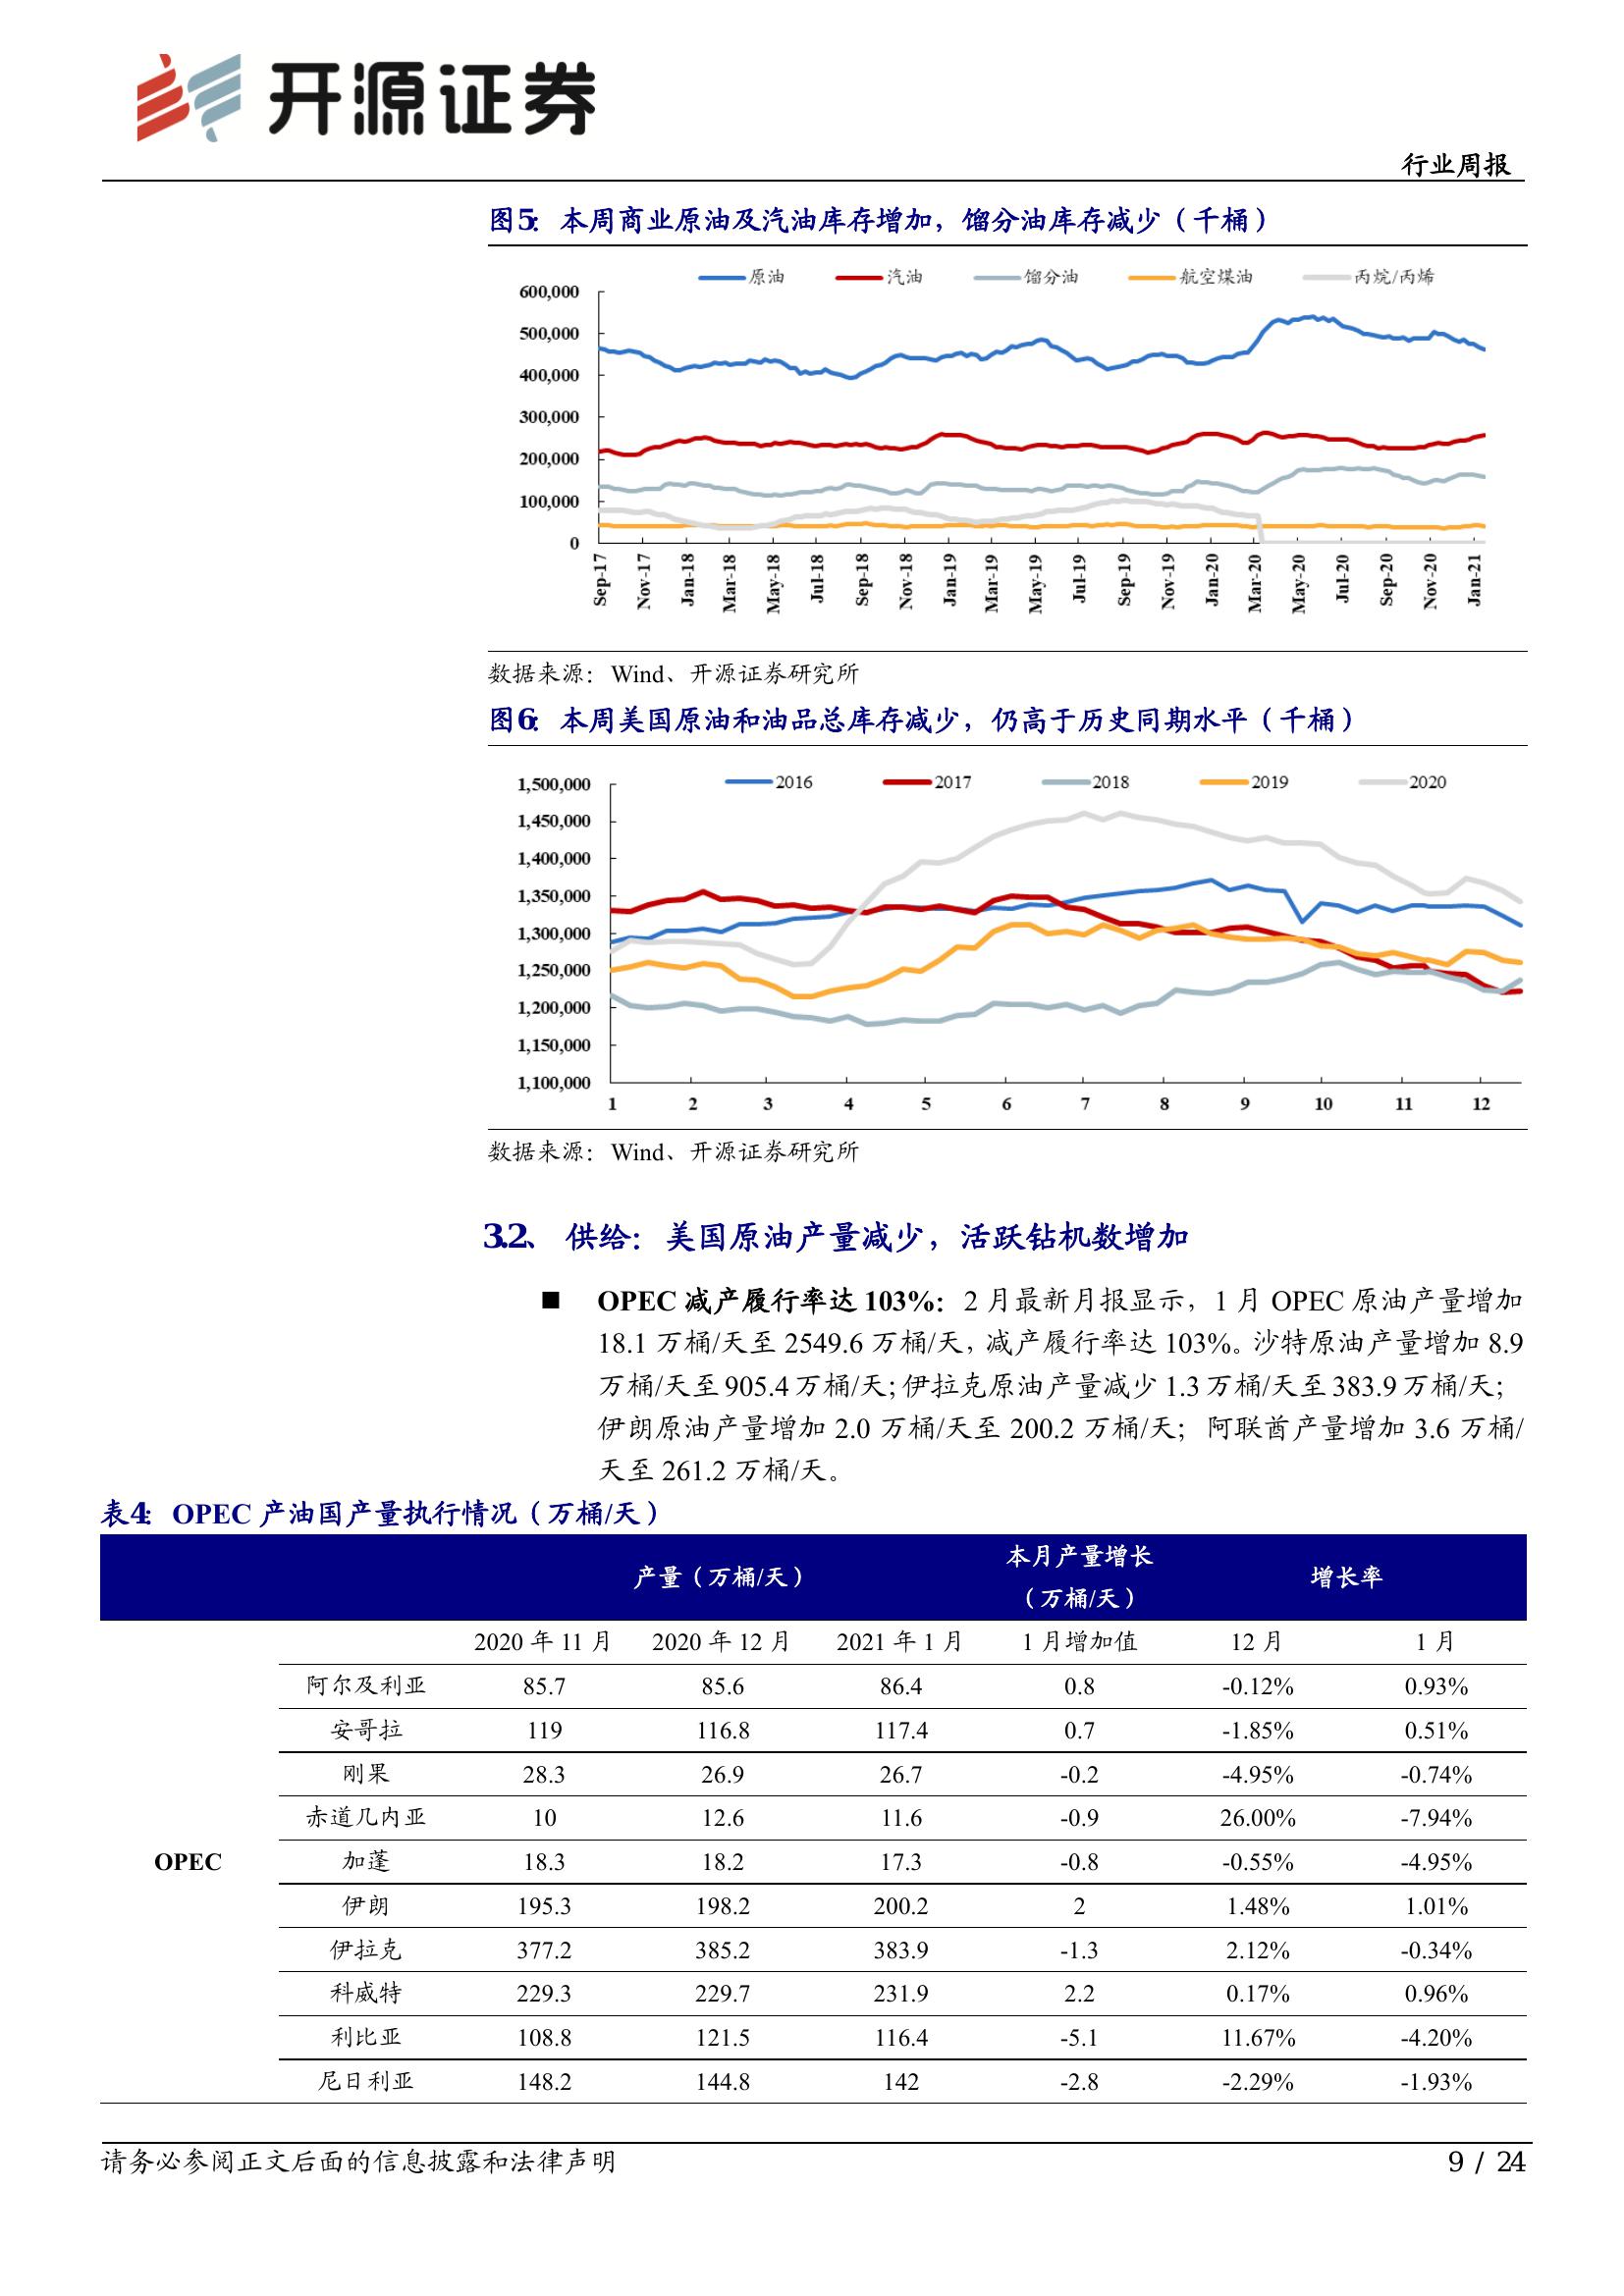 开源证券
行业周报
图5: 本周商业原油及汽油库存增加，馏分油库存减少（千桶）
原油 汽油 馏分油 航空煤油 丙烷/丙烯
600,000
500,000
400,000
300,000
200,000
100,000
0
Sep-17 Nov-17 Jan-18 Mar-18 May-18 Jul-18 Sep-18 Nov-18 Jan-19 Mar-19 May-19 Jul-19 Sep-19 Nov-19 Jan-20 Mar-20 May-20 Jul-20 Sep-20 Nov-20 Jan-21
数据来源：Wind、开源证券研究所
图6: 本周美国原油和油品总库存减少，仍高于历史同期水平（千桶）
2016 2017 2018 2019 2020
1,500,000
1,450,000
1,400,000
1,350,000
1,300,000
1,250,000
1,200,000
1,150,000
1,100,000
1 2 3 4 5 6 7 8 9 10 11 12
数据来源：Wind、开源证券研究所
3.2、 供给：美国原油产量减少，活跃钻机数增加
■ OPEC 减产履行率达 103%：2 月最新月报显示，1 月 OPEC 原油产量增加
18.1 万桶/天至 2549.6 万桶/天，减产履行率达 103%。沙特原油产量增加 8.9
万桶/天至 905.4 万桶/天；伊拉克原油产量减少 1.3 万桶/天至 383.9 万桶/天；
伊朗原油产量增加 2.0 万桶/天至 200.2 万桶/天；阿联酋产量增加 3.6 万桶/
天至 261.2 万桶/天。
表4: OPEC 产油国产量执行情况（万桶/天）
产量（万桶/天） 本月产量增长（万桶/天） 增长率
2020 年 11 月 2020 年 12 月 2021 年 1 月 1 月增加值 12 月 1 月
阿尔及利亚 85.7 85.6 86.4 0.8 -0.12% 0.93%
安哥拉 119 116.8 117.4 0.7 -1.85% 0.51%
刚果 28.3 26.9 26.7 -0.2 -4.95% -0.74%
赤道几内亚 10 12.6 11.6 -0.9 26.00% -7.94%
OPEC 加蓬 18.3 18.2 17.3 -0.8 -0.55% -4.95%
伊朗 195.3 198.2 200.2 2 1.48% 1.01%
伊拉克 377.2 385.2 383.9 -1.3 2.12% -0.34%
科威特 229.3 229.7 231.9 2.2 0.17% 0.96%
利比亚 108.8 121.5 116.4 -5.1 11.67% -4.20%
尼日利亚 148.2 144.8 142 -2.8 -2.29% -1.93%
请务必参阅正文后面的信息披露和法律声明 9 / 24